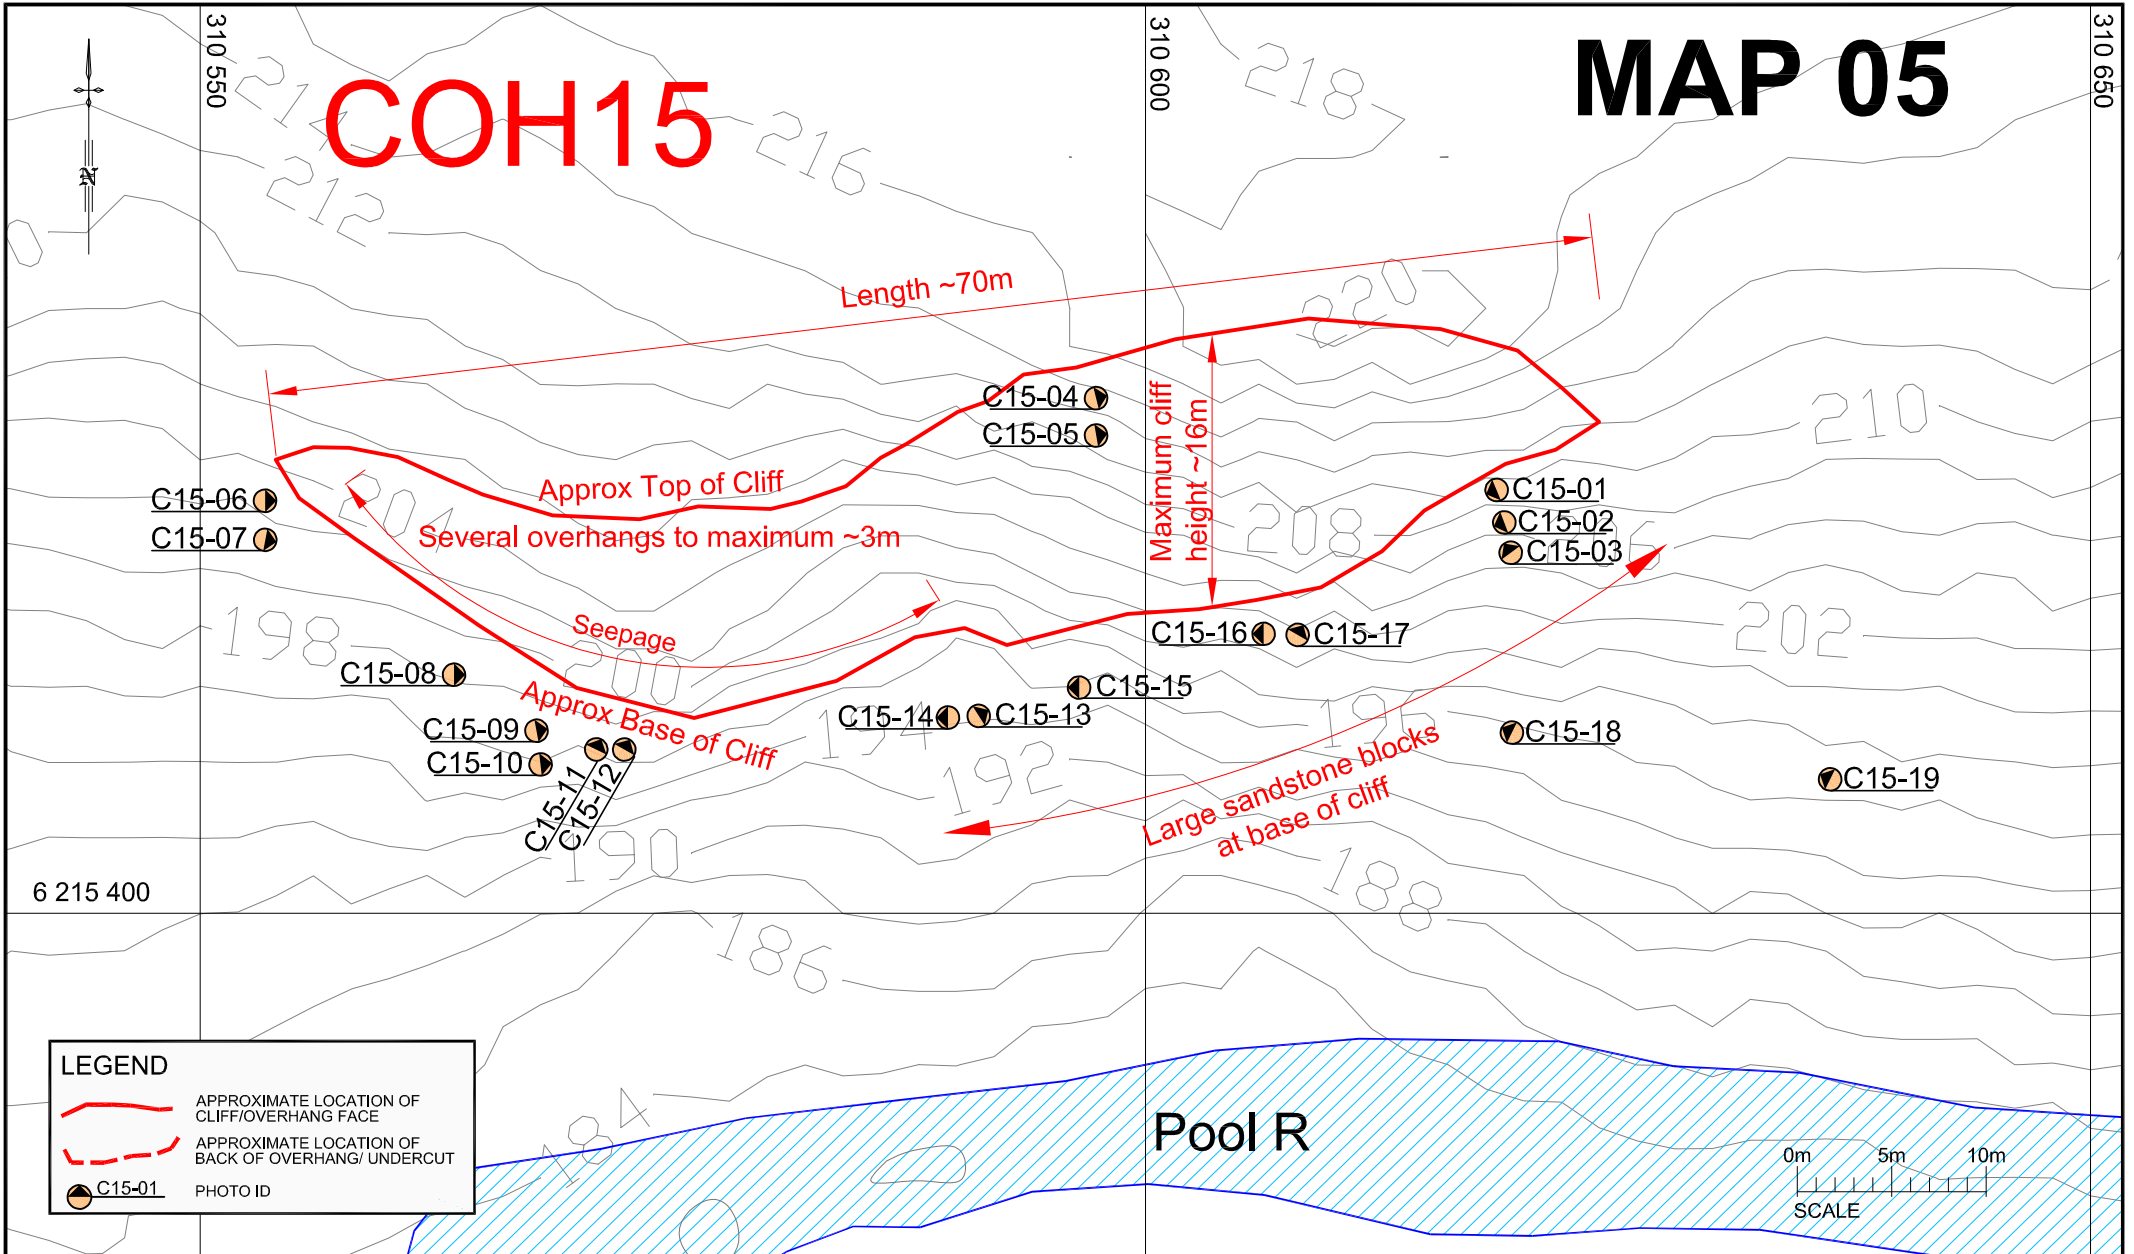 310 550
310 600
310 650
MAP 05
COH15
N
214
212
216
218
220
Length ~70m
C15-04
C15-05
Maximum cliff
height ~16m
210
Approx Top of Cliff
204
Several overhangs to maximum ~3m
C15-06
C15-07
C15-01
C15-02
C15-03
208
206
198
Seepage
200
202
C15-16
C15-17
C15-08
Approx Base of Cliff
C15-15
C15-14
C15-13
194
196
C15-09
C15-10
C15-11
C15-12
192
C15-18
C15-19
Large sandstone blocks
at base of cliff
190
188
6 215 400
186
184
Pool R
LEGEND
APPROXIMATE LOCATION OF
CLIFF/OVERHANG FACE
APPROXIMATE LOCATION OF
BACK OF OVERHANG/ UNDERCUT
C15-01
PHOTO ID
0m 5m 10m
SCALE